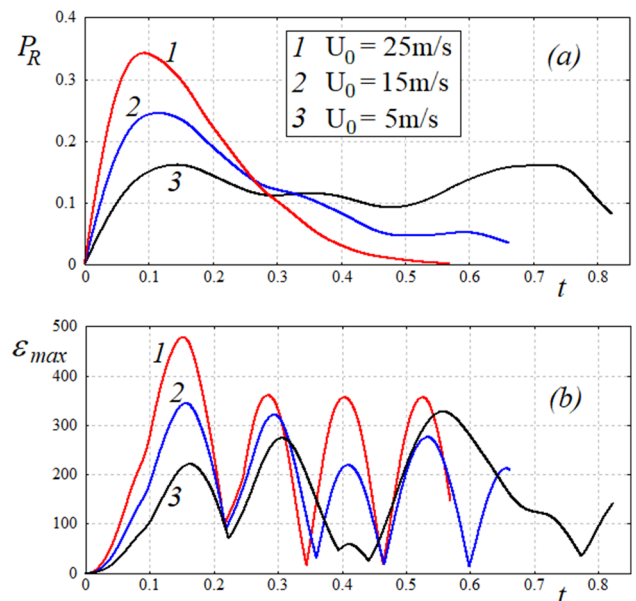 0.4
P_R
0.3
0.2
0.1
0
1
2
3
1 U₀ = 25m/s
2 U₀ = 15m/s
3 U₀ = 5m/s
(a)
0 0.1 0.2 0.3 0.4 0.5 0.6 0.7 0.8
t
500
ε_max
400
300
200
100
0
1
2
3
(b)
0 0.1 0.2 0.3 0.4 0.5 0.6 0.7 0.8
t